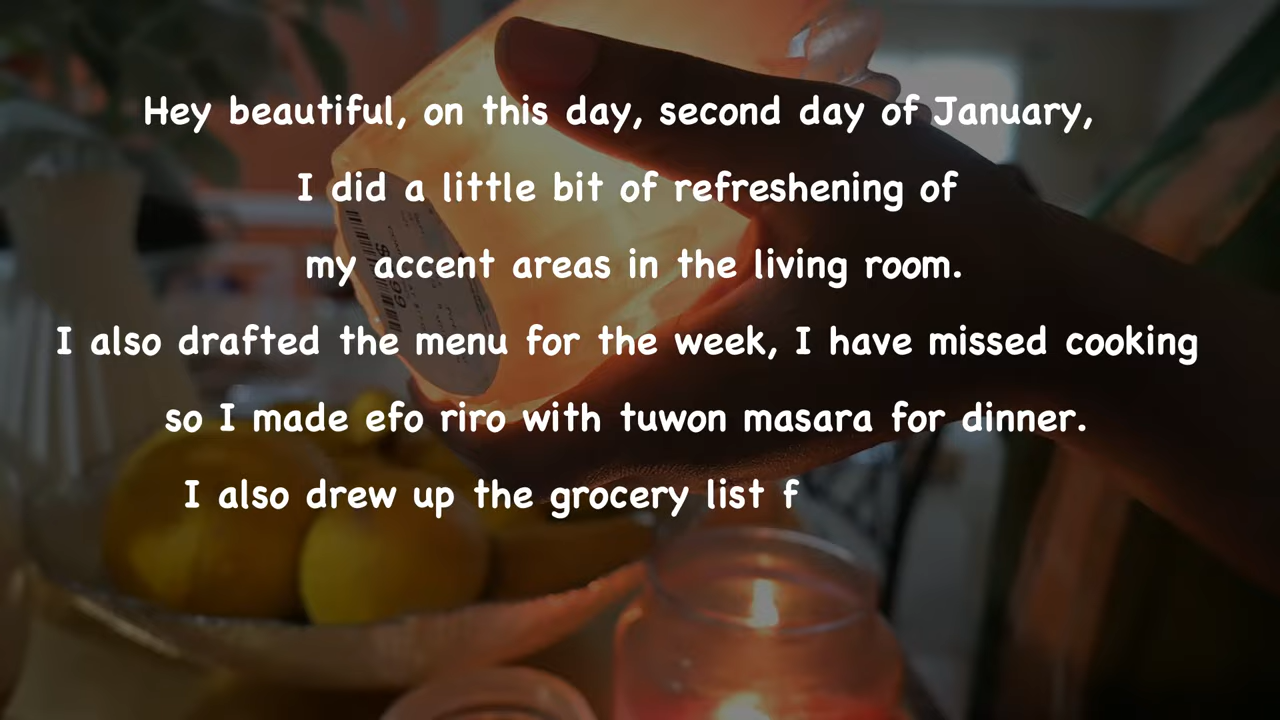 Hey beautiful, on this day, second day of January,
I did a little bit of refreshening of
my accent areas in the living room.
I also drafted the menu for the week, I have missed cooking
so I made efo riro with tuwon masara for dinner.
I also drew up the grocery list f